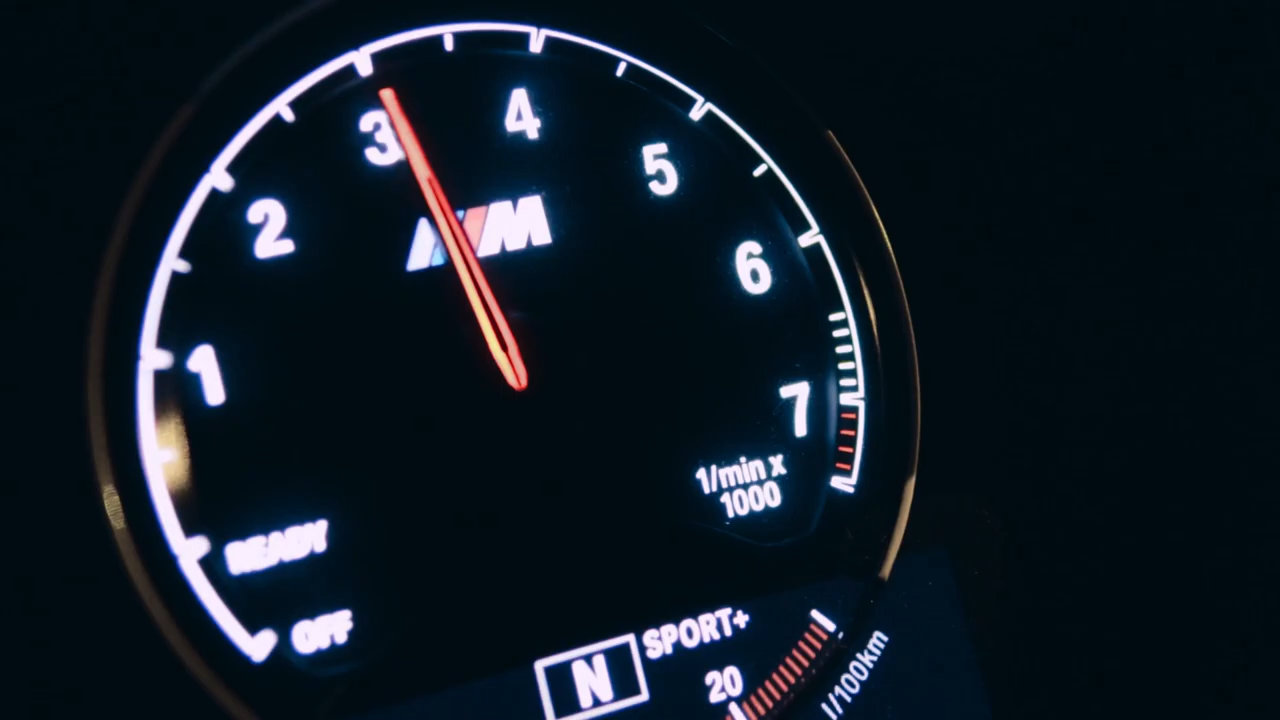 4
3
5
2
M
6
1
7
1/min x
1000
READY
OFF
SPORT+
N
20
l/100km